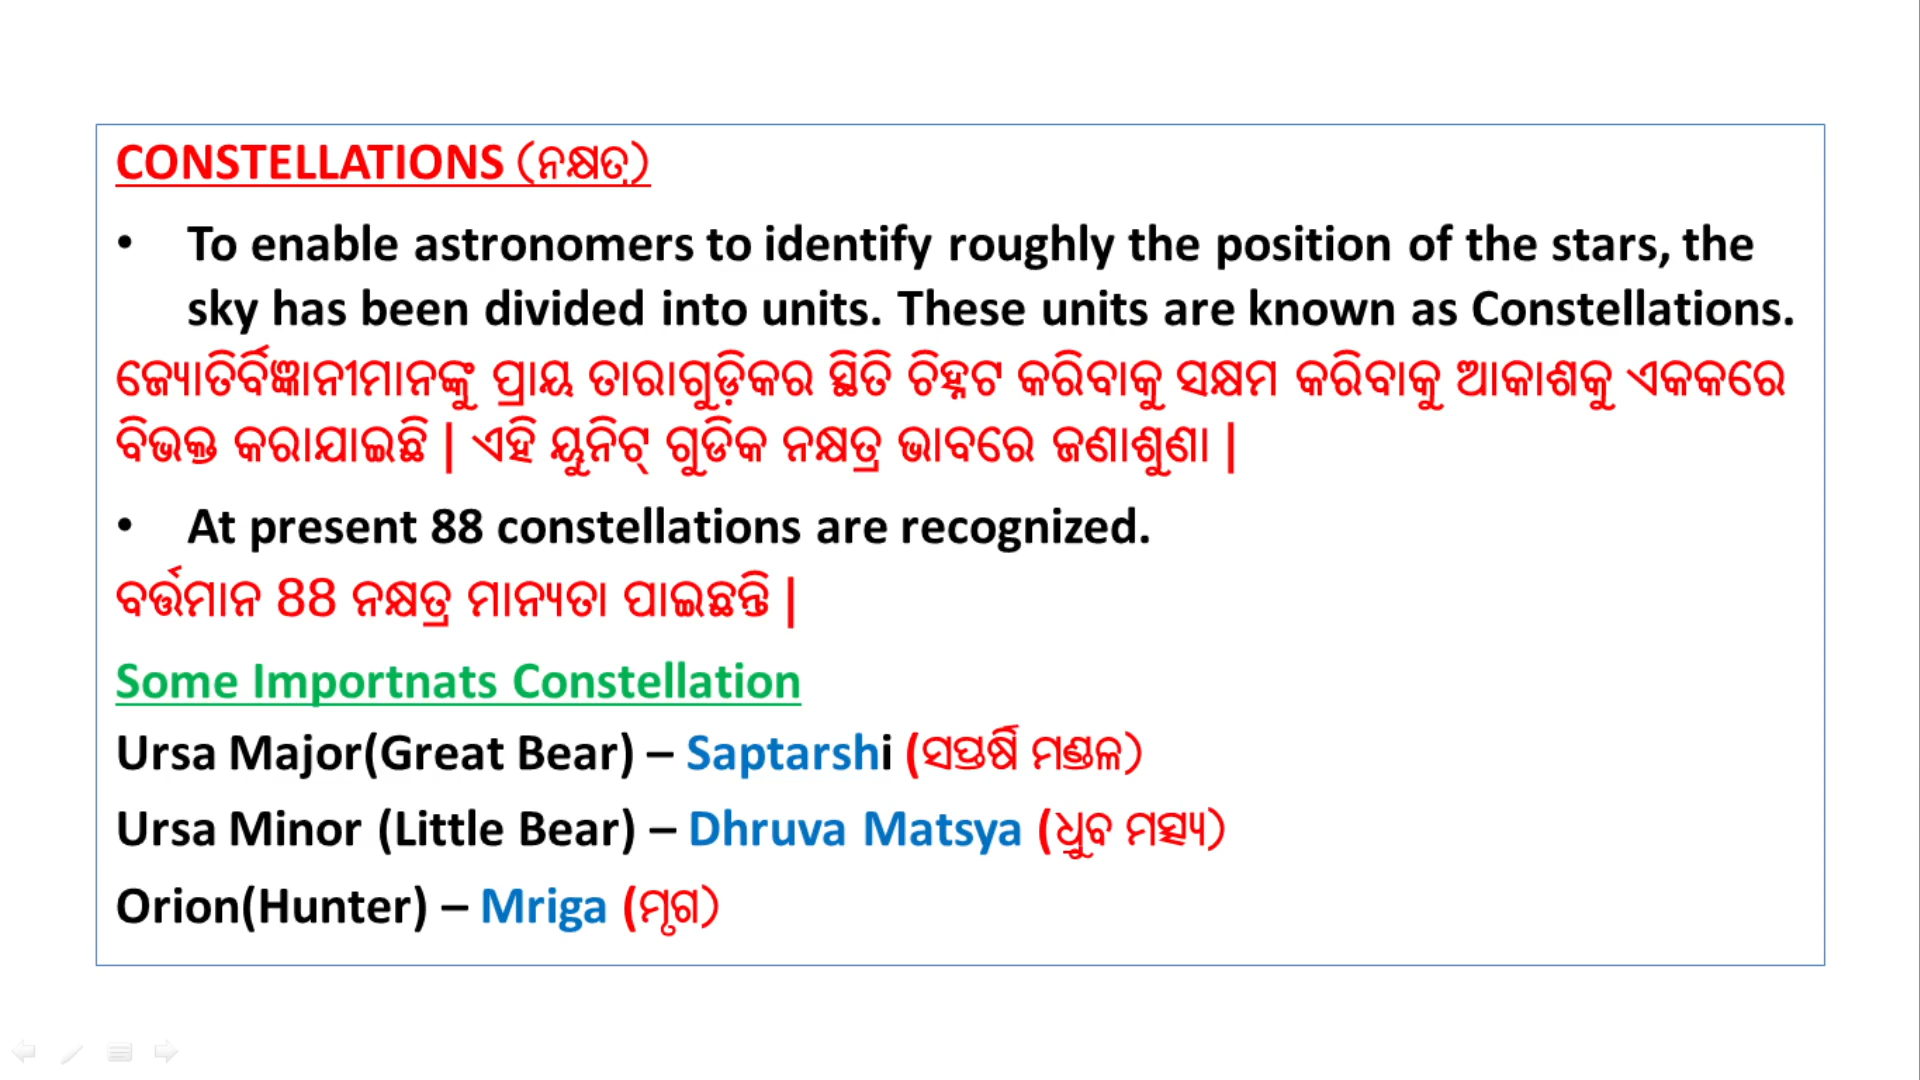 CONSTELLATIONS (ନକ୍ଷତ୍ର)
• To enable astronomers to identify roughly the position of the stars, the
sky has been divided into units. These units are known as Constellations.
ଜ୍ୟୋତିର୍ବିଜ୍ଞାନୀମାନଙ୍କୁ ପ୍ରାୟ ତାରାଗୁଡ଼ିକର ସ୍ଥିତି ଚିହ୍ନଟ କରିବାକୁ ସକ୍ଷମ କରିବାକୁ ଆକାଶକୁ ଏକକରେ
ବିଭକ୍ତ କରାଯାଇଛି | ଏହି ୟୁନିଟ୍ ଗୁଡିକ ନକ୍ଷତ୍ର ଭାବରେ ଜଣାଶୁଣା |
• At present 88 constellations are recognized.
ବର୍ତ୍ତମାନ 88 ନକ୍ଷତ୍ର ମାନ୍ୟତା ପାଇଛନ୍ତି |
Some Importnats Constellation
Ursa Major(Great Bear) – Saptarshi (ସପ୍ତର୍ଷି ମଣ୍ଡଳ)
Ursa Minor (Little Bear) – Dhruva Matsya (ଧ୍ରୁବ ମତ୍ସ୍ୟ)
Orion(Hunter) – Mriga (ମୃଗ)